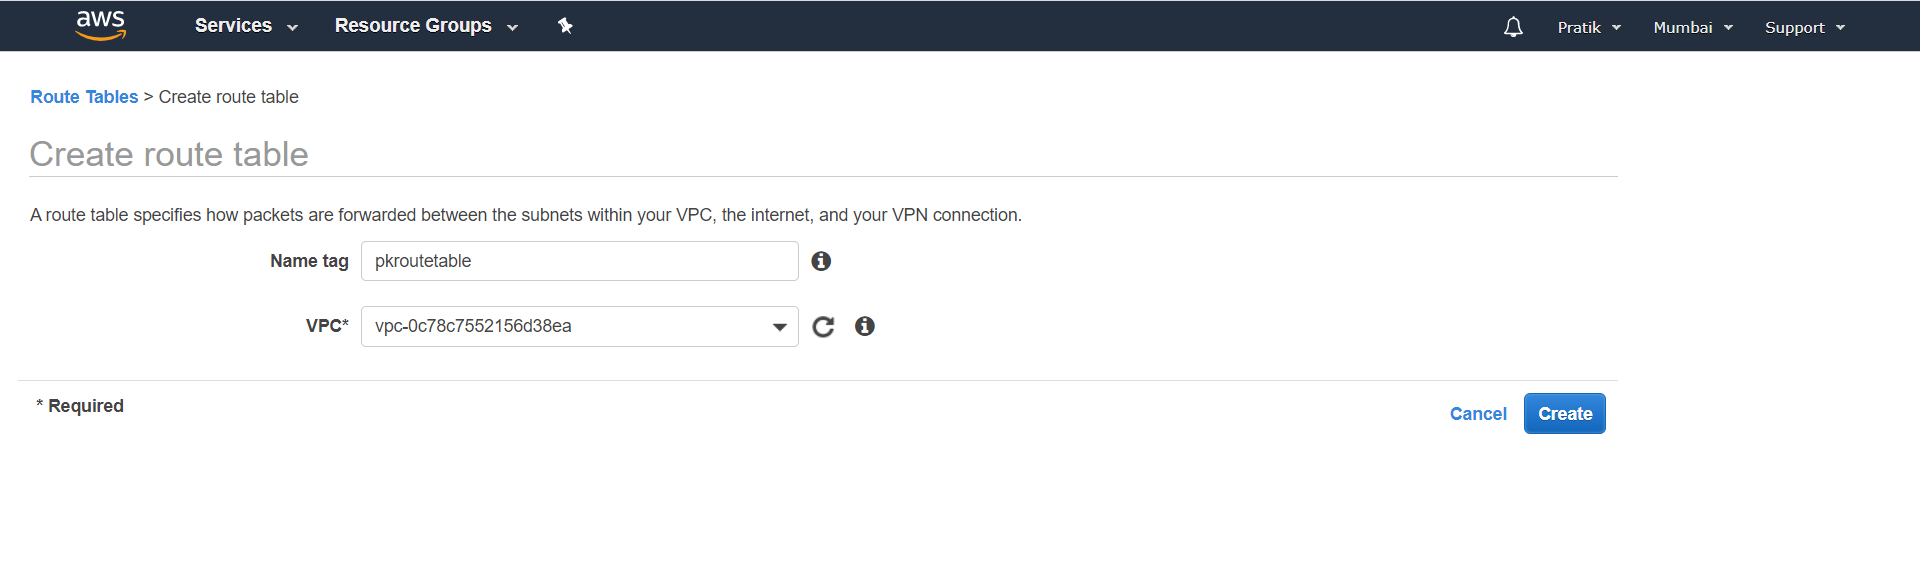 aws Services Resource Groups Pratik Mumbai Support
Route Tables > Create route table
Create route table
A route table specifies how packets are forwarded between the subnets within your VPC, the internet, and your VPN connection.
Name tag pkroutetable
VPC* vpc-0c78c7552156d38ea
* Required
Cancel Create